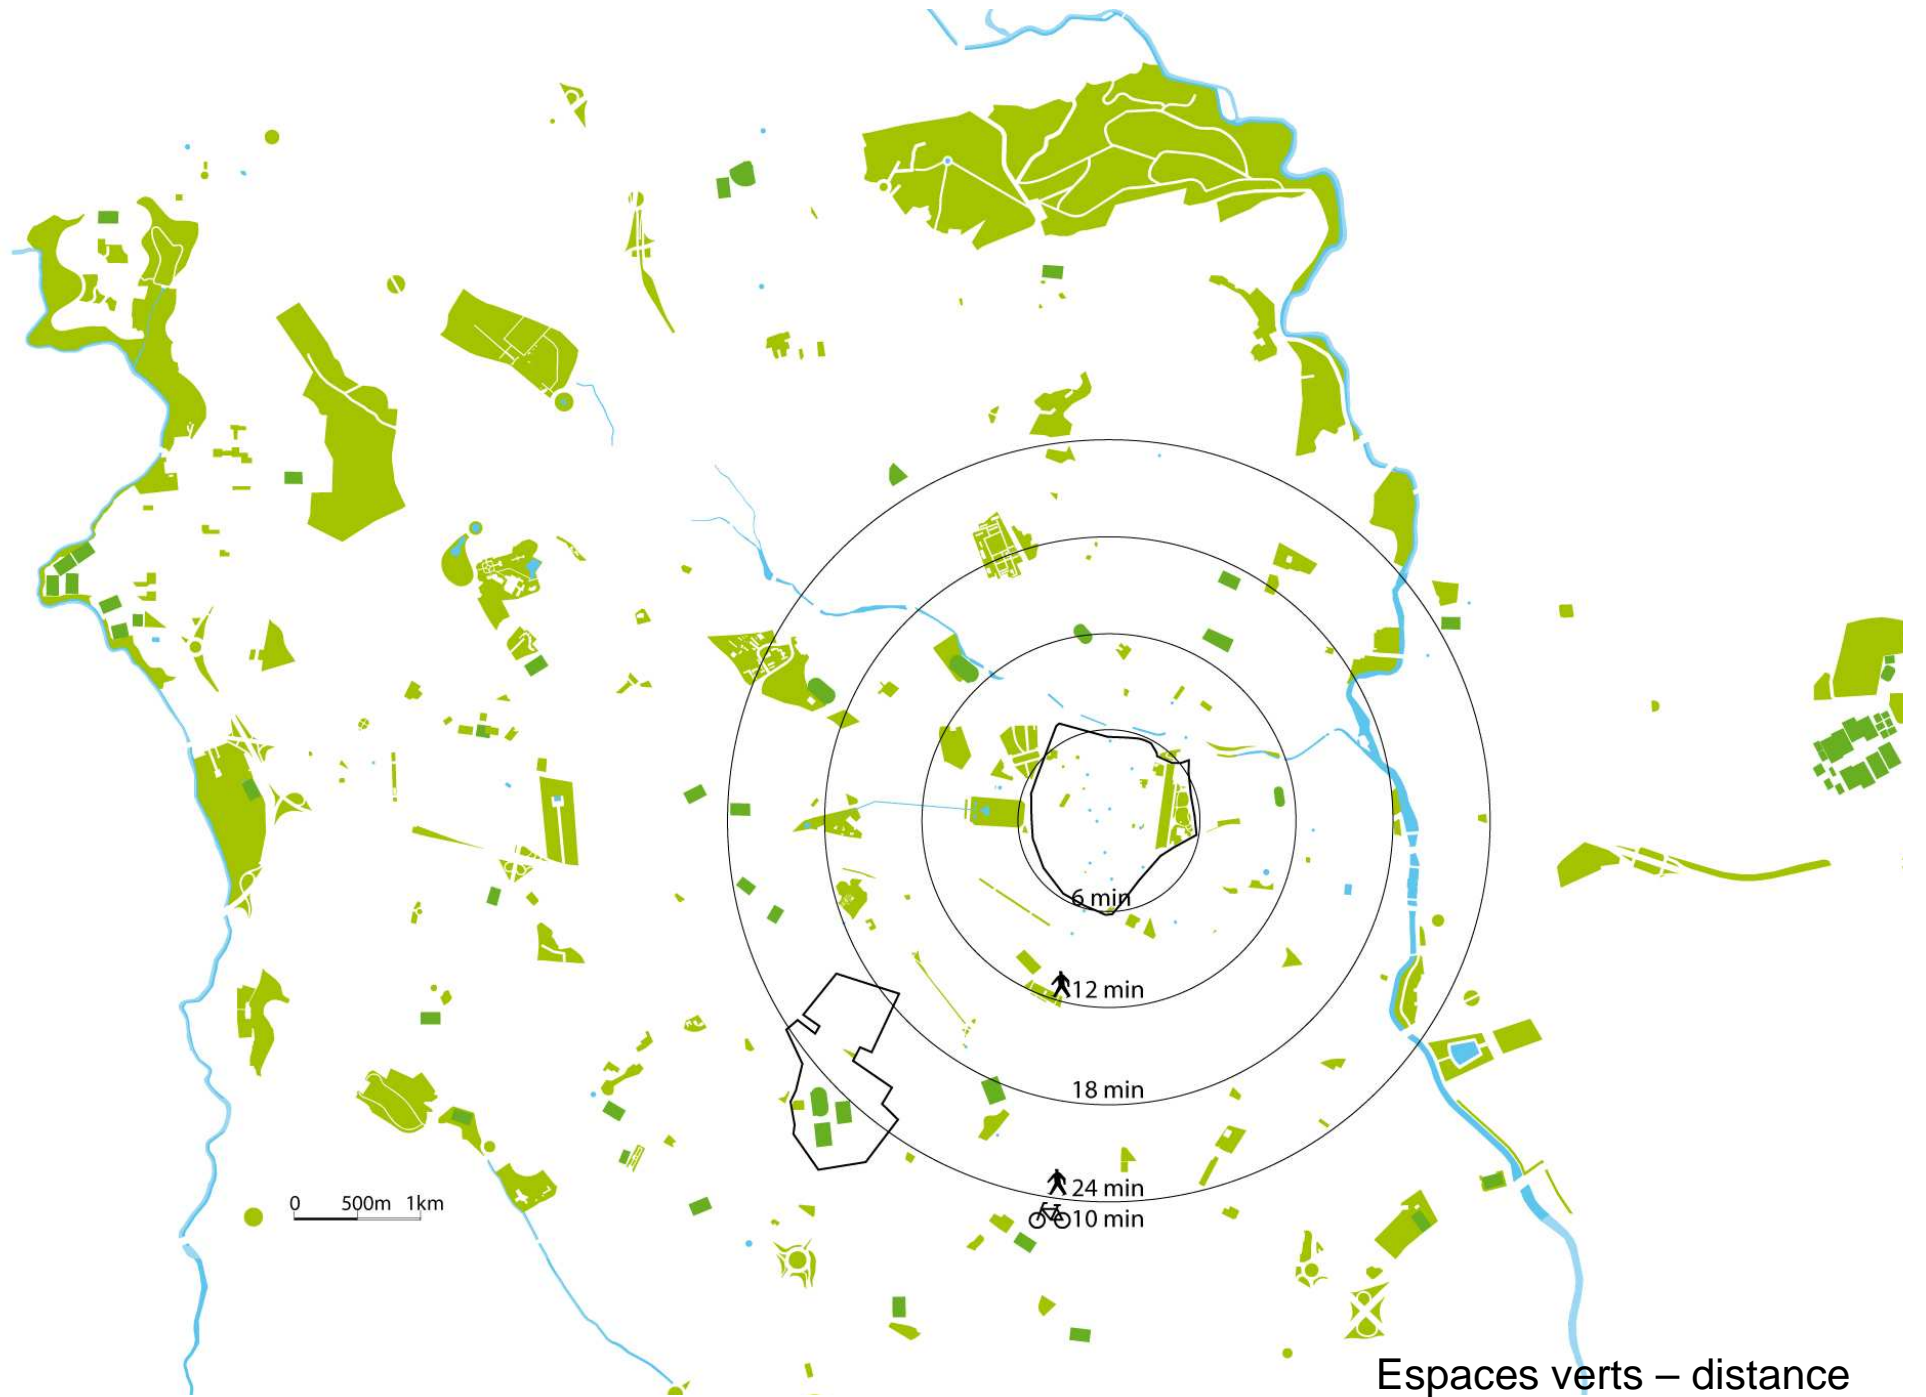 6 min
12 min
18 min
24 min
10 min
0 500m 1km
Espaces verts – distance